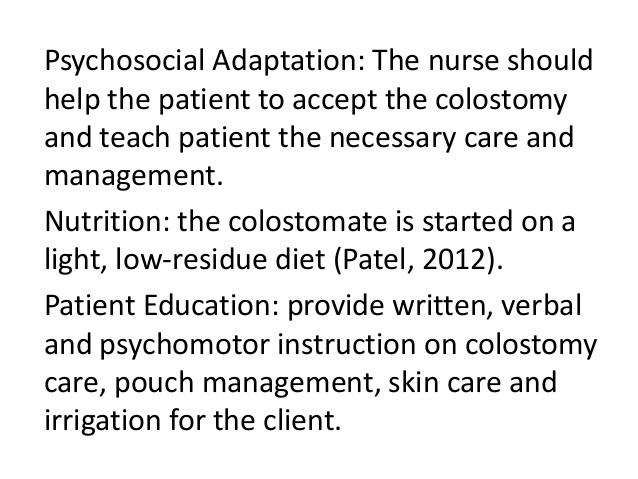 Psychosocial Adaptation: The nurse should
help the patient to accept the colostomy
and teach patient the necessary care and
management.
Nutrition: the colostomate is started on a
light, low-residue diet (Patel, 2012).
Patient Education: provide written, verbal
and psychomotor instruction on colostomy
care, pouch management, skin care and
irrigation for the client.